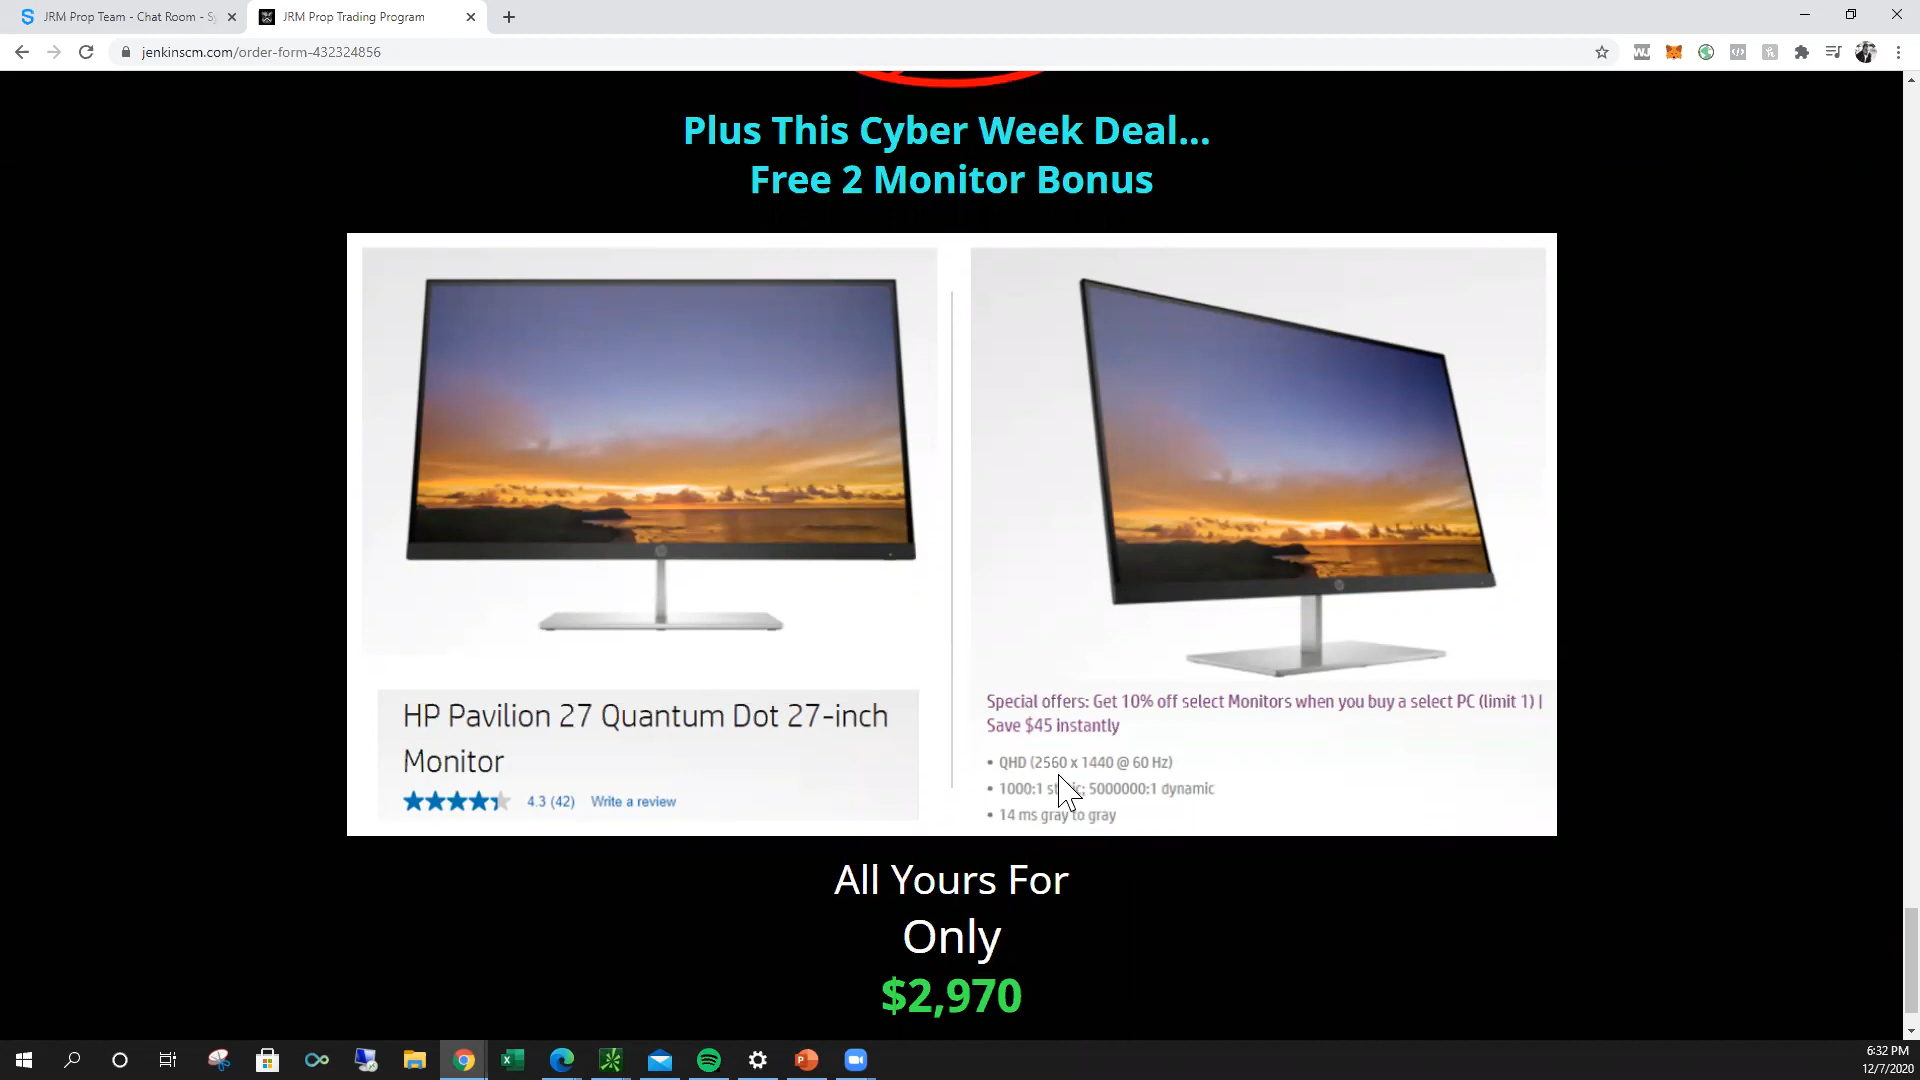 JRM Prop Team - Chat Room - Sy
JRM Prop Trading Program
jenkinscm.com/order-form-432324856
Plus This Cyber Week Deal...
Free 2 Monitor Bonus
HP Pavilion 27 Quantum Dot 27-inch
Monitor
4.3 (42) Write a review
Special offers: Get 10% off select Monitors when you buy a select PC (limit 1) |
Save $45 instantly
• QHD (2560 x 1440 @ 60 Hz)
• 1000:1 static; 5000000:1 dynamic
• 14 ms gray to gray
All Yours For
Only
$2,970
6:32 PM
12/7/2020